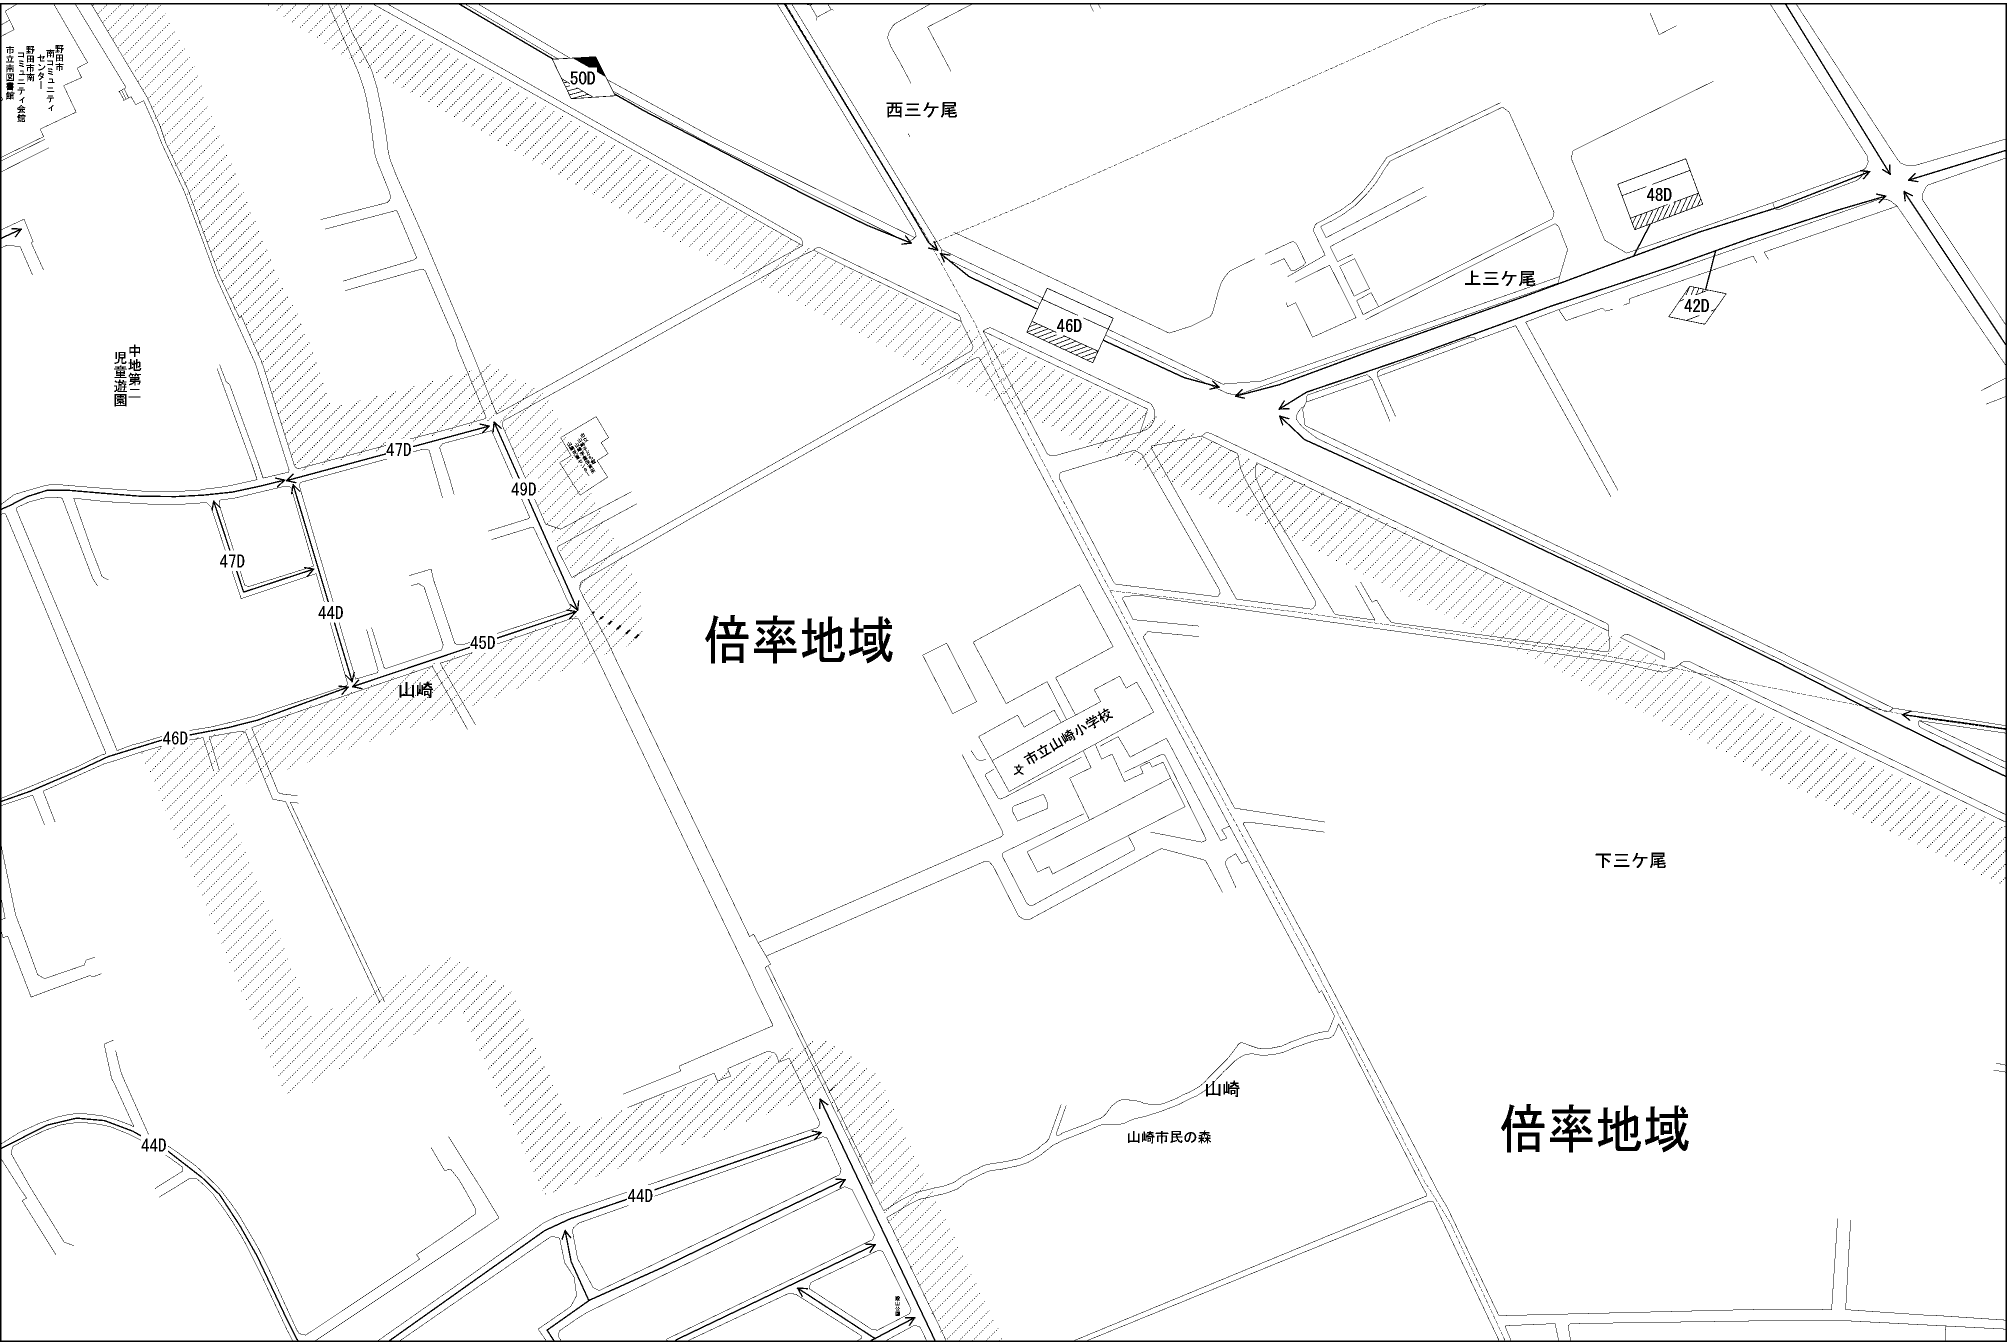 野田市
南コミュニティ
センター
野田市南
コミュニティ会館
市立南図書館
50D
西三ケ尾
48D
上三ケ尾
42D
46D
中地第二
児童遊園
47D
49D
47D
44D
45D
倍率地域
山崎
市立山崎小学校
46D
下三ケ尾
山崎
山崎市民の森
倍率地域
44D
44D